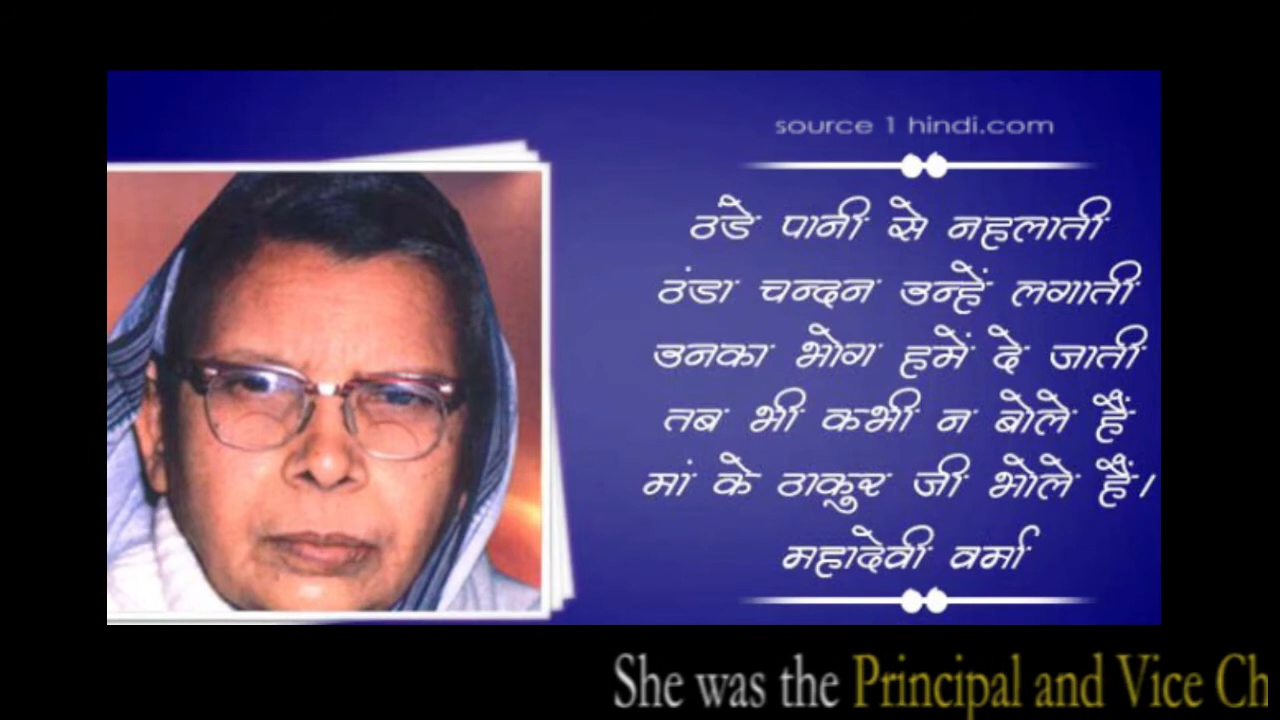 source 1 hindi.com
ठंडे पानी से नहलाती
ठंडा चन्दन उन्हें लगाती
उनका भोग हमें दे जाती
तब भी कभी न बोले हैं
मां के ठाकुर जी भोले हैं।
महादेवी वर्मा
She was the Principal and Vice Ch